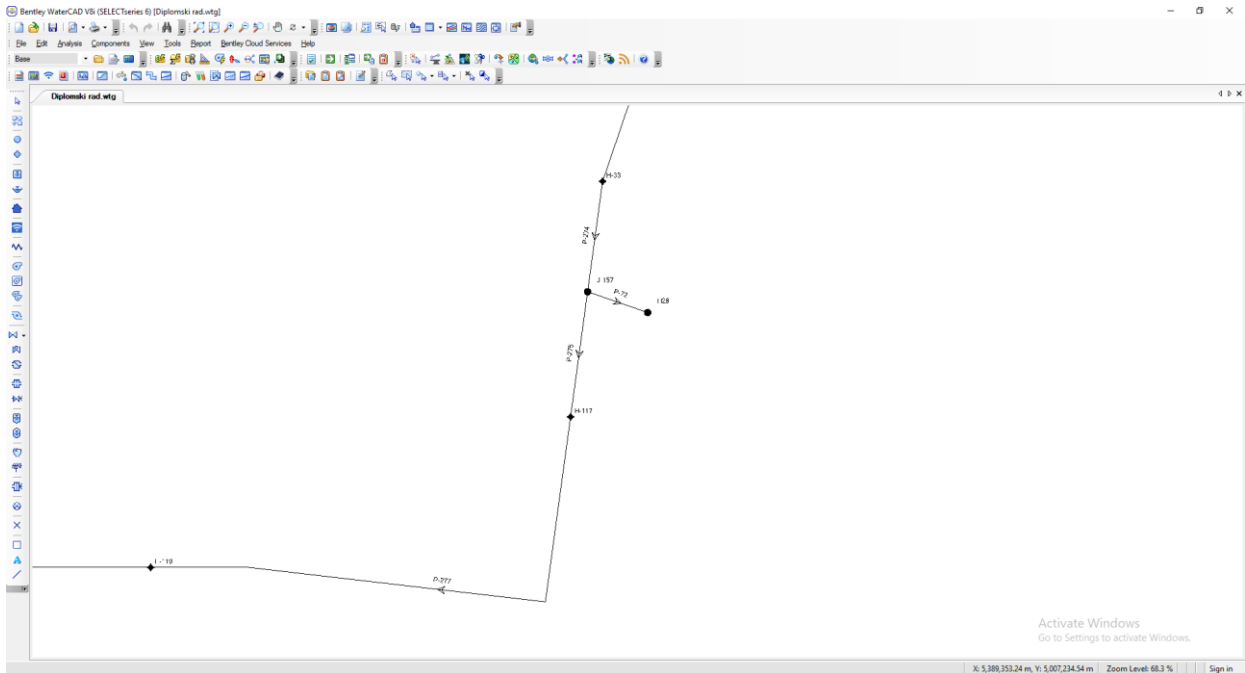 Bentley WaterCAD V8i (SELECTseries 6) [Diplomski rad.wtg]
File Edit Analysis Components View Tools Report Bentley Cloud Services Help
Base
Diplomski rad.wtg
H-33
P-274
J 157
P-72
P-275
H-117
P-277
Activate Windows
Go to Settings to activate Windows.
X: 5,389,353.24 m, Y: 5,007,234.54 m Zoom Level: 68.3 % Sign in